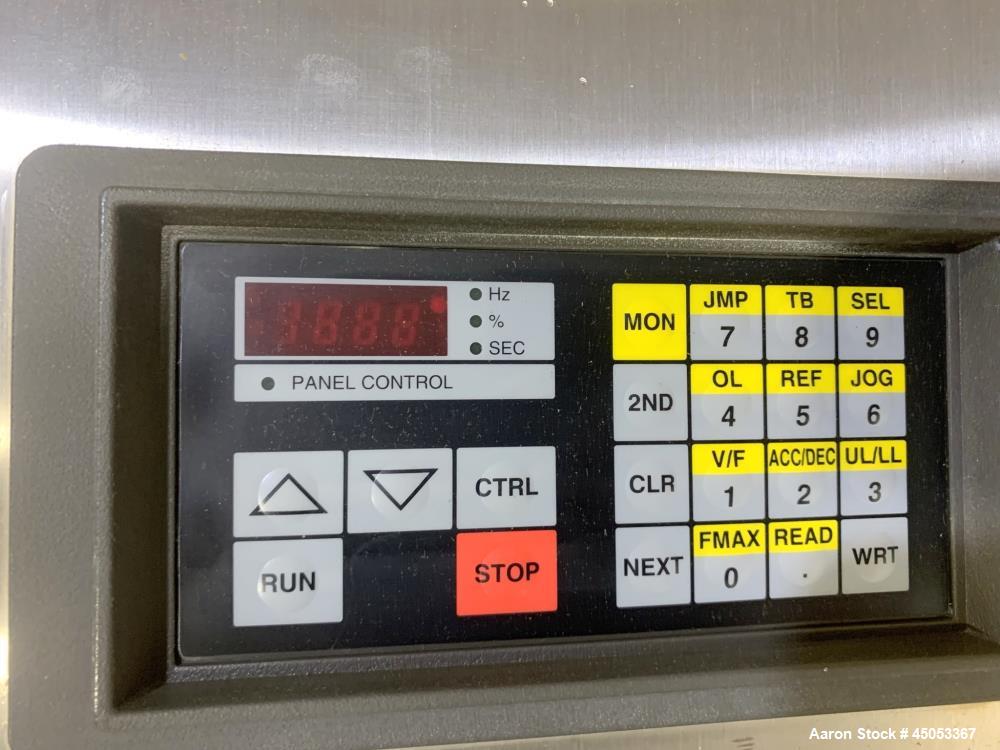 Hz
%
SEC
PANEL CONTROL
CTRL
RUN
STOP
MON
JMP
7
TB
8
SEL
9
2ND
OL
4
REF
5
JOG
6
CLR
V/F
1
ACC/DEC
2
UL/LL
3
NEXT
FMAX
0
READ
.
WRT
Aaron Stock # 45053367